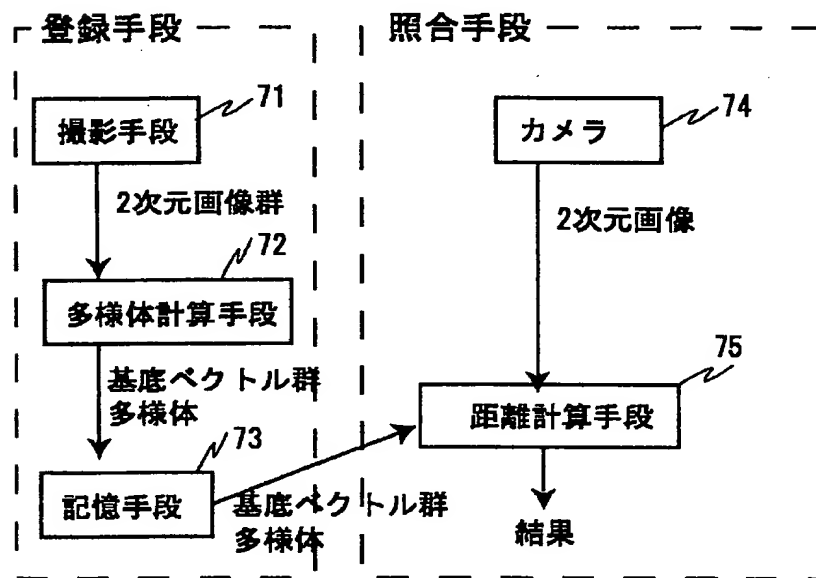 登録手段
71
撮影手段
2次元画像群
72
多様体計算手段
基底ベクトル群
多様体
73
記憶手段
基底ベクトル群
多様体
照合手段
74
カメラ
2次元画像
75
距離計算手段
結果